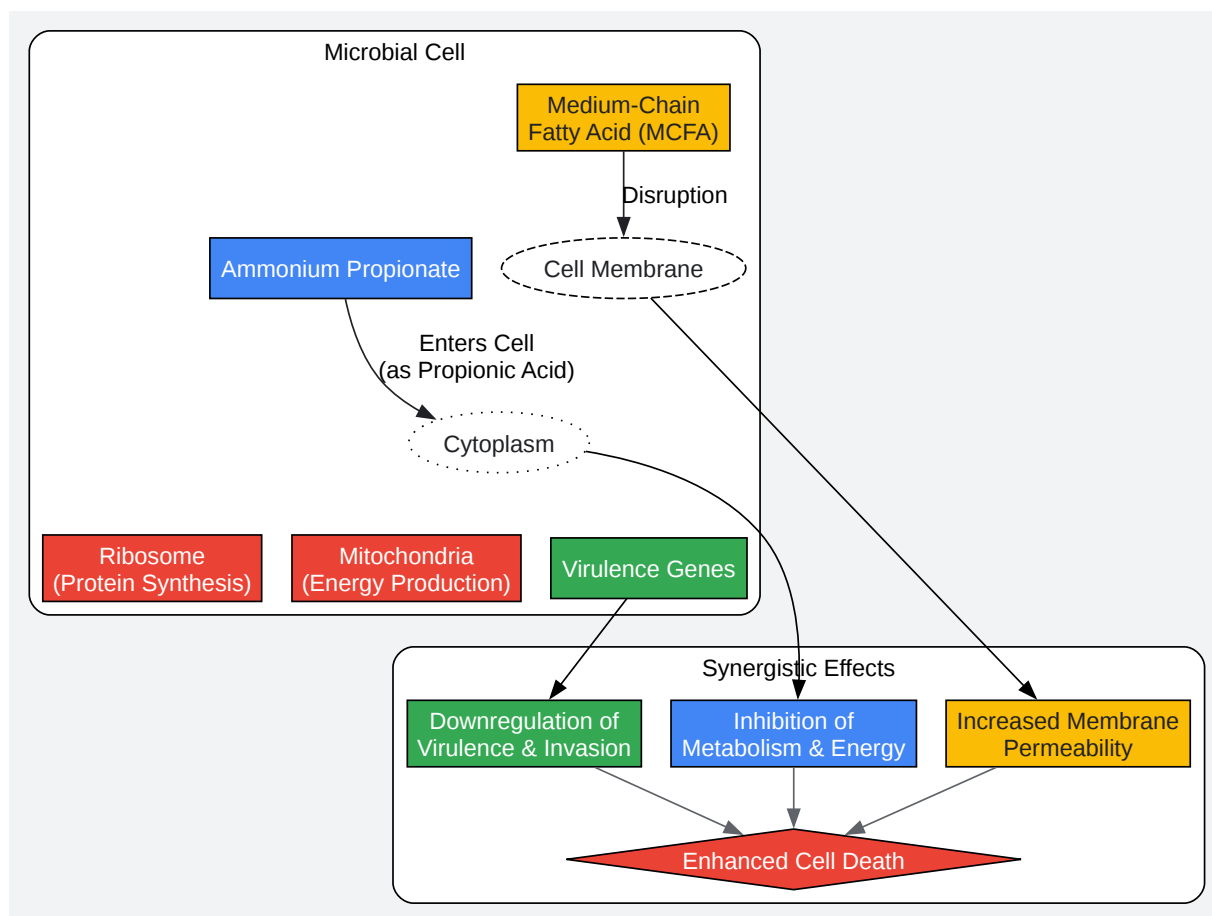 Microbial Cell
Medium-Chain
Fatty Acid (MCFA)
Disruption
Ammonium Propionate
Cell Membrane
Enters Cell
(as Propionic Acid)
Cytoplasm
Ribosome
(Protein Synthesis)
Mitochondria
(Energy Production)
Virulence Genes
Synergistic Effects
Downregulation of
Virulence & Invasion
Inhibition of
Metabolism & Energy
Increased Membrane
Permeability
Enhanced Cell Death